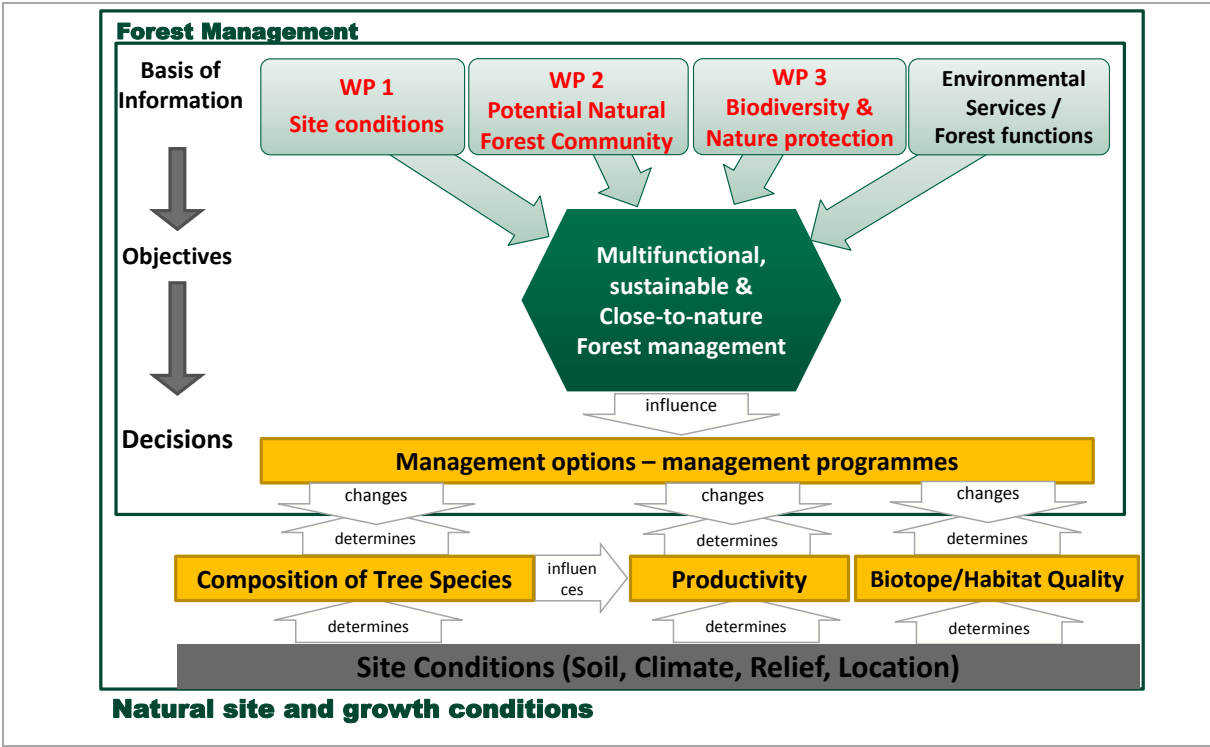 Forest Management
Basis of
Information
WP 1
Site conditions
WP 2
Potential Natural
Forest Community
WP 3
Biodiversity &
Nature protection
Environmental
Services /
Forest functions
Objectives
Multifunctional,
sustainable &
Close-to-nature
Forest management
influence
Decisions
Management options – management programmes
changes
changes
changes
determines
determines
determines
Composition of Tree Species
influen
ces
Productivity
Biotope/Habitat Quality
determines
determines
determines
Site Conditions (Soil, Climate, Relief, Location)
Natural site and growth conditions